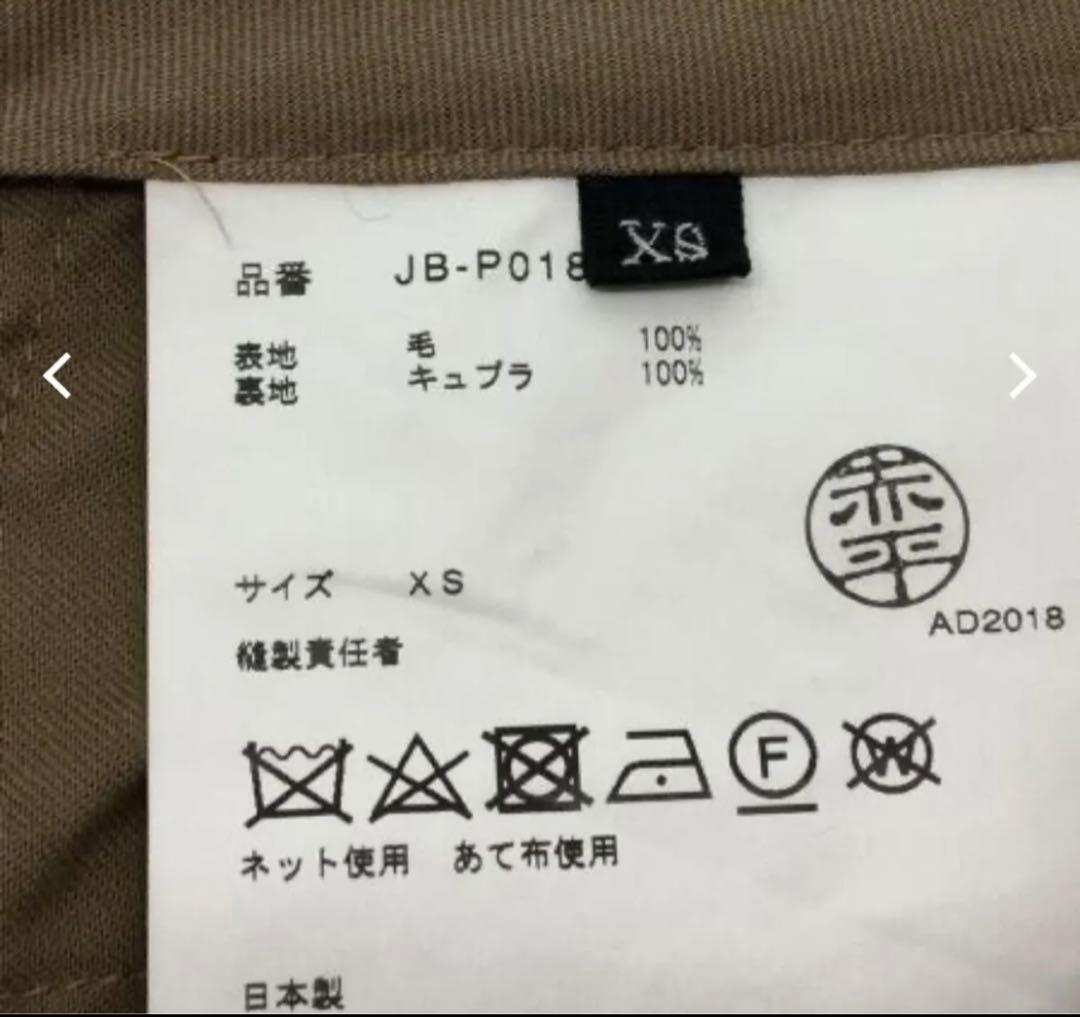 XS
品番 JB-P018
表地 毛 100%
裏地 キュプラ 100%
赤平
AD2018
サイズ XS
縫製責任者
F
W
ネット使用 あて布使用
日本製